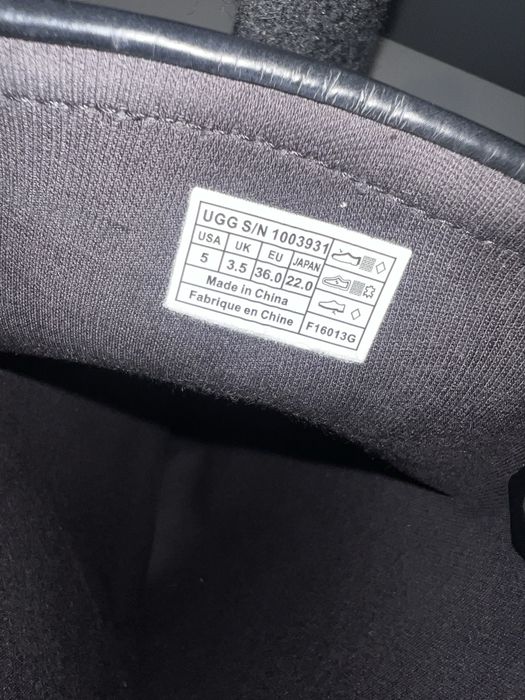 UGG S/N 1003931
USA UK EU JAPAN
5 3.5 36.0 22.0
Made in China
Fabrique en Chine
F16013G